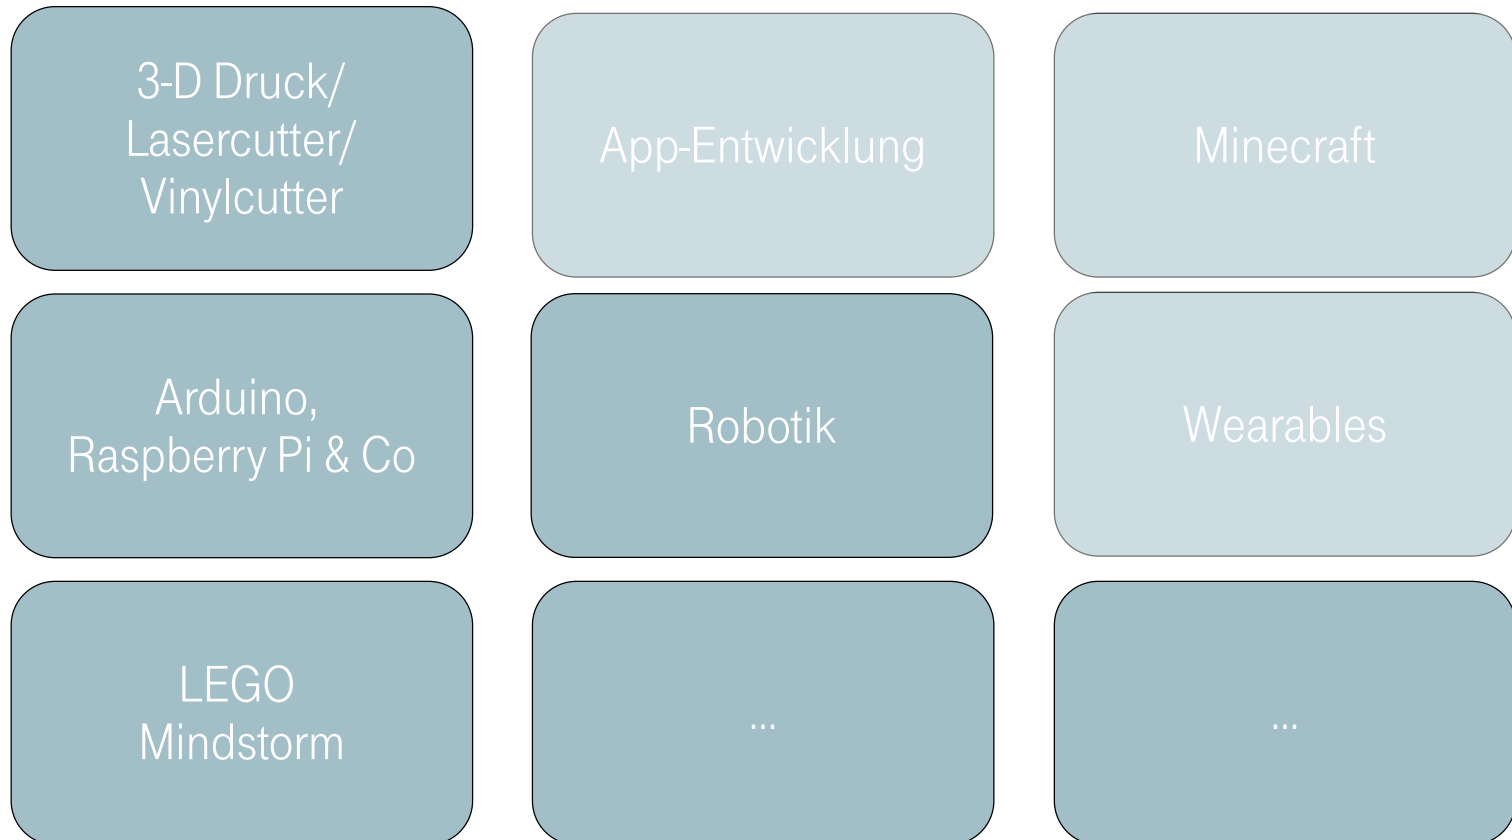 3-D Druck/
Lasercutter/
Vinylcutter
App-Entwicklung
Minecraft
Arduino,
Raspberry Pi & Co
Robotik
Wearables
LEGO
Mindstorm
...
...